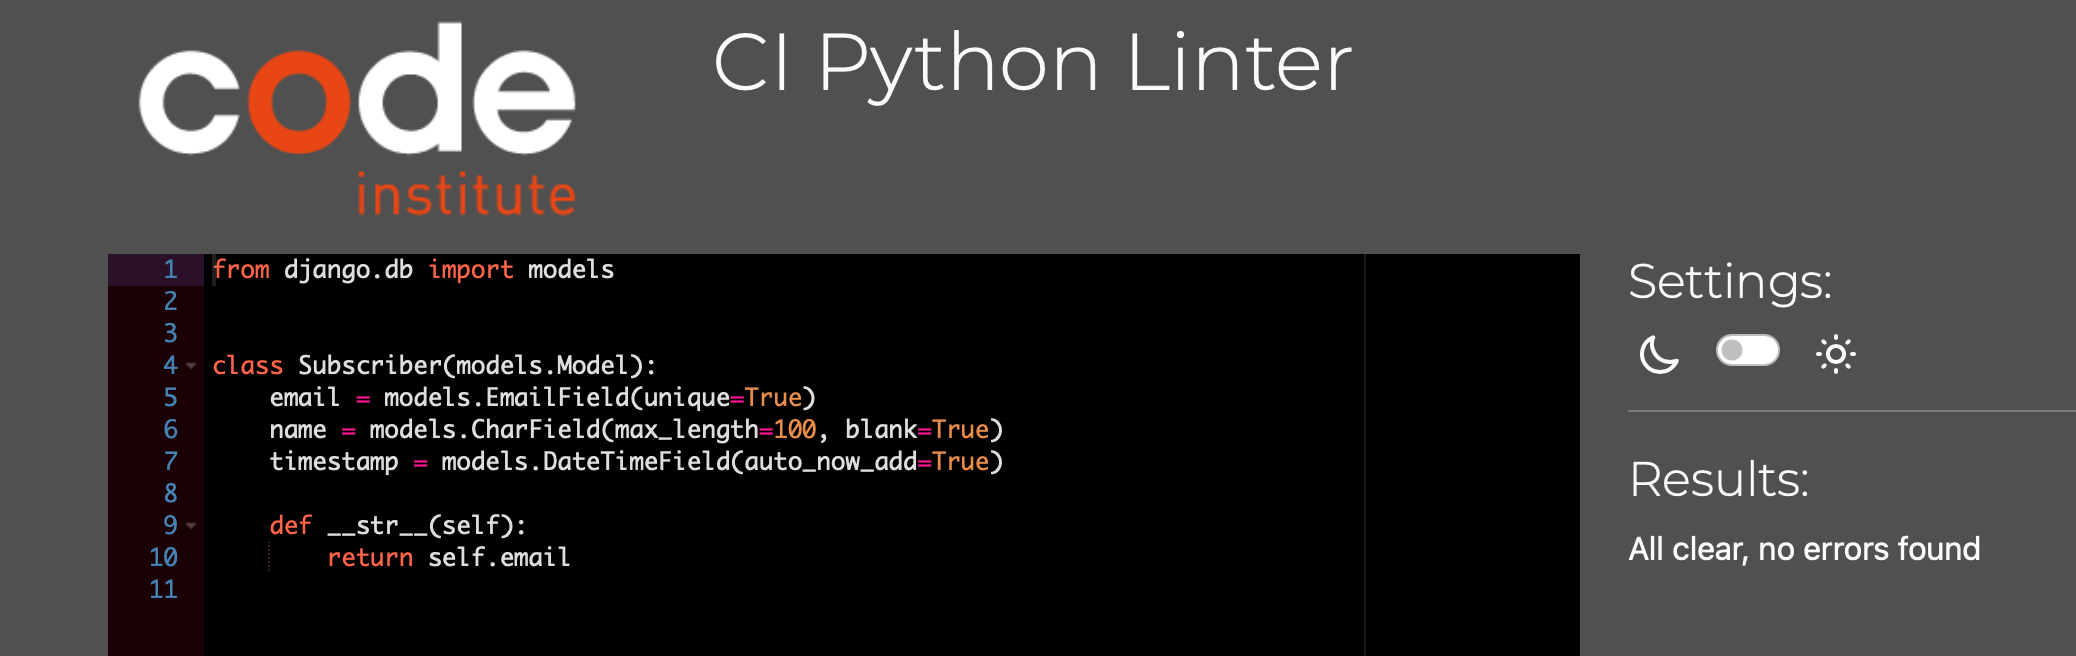 code
institute
CI Python Linter
1 from django.db import models
2
3
4 class Subscriber(models.Model):
5     email = models.EmailField(unique=True)
6     name = models.CharField(max_length=100, blank=True)
7     timestamp = models.DateTimeField(auto_now_add=True)
8
9     def __str__(self):
10         return self.email
11
Settings:
Results:
All clear, no errors found